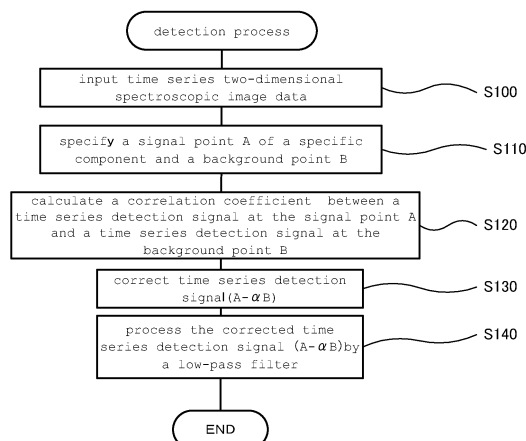 detection process
input time series two-dimensional
spectroscopic image data
S100
specify a signal point A of a specific
component and a background point B
S110
calculate a correlation coefficient between a
time series detection signal at the signal point A
and a time series detection signal at the
background point B
S120
correct time series detection
signal(A-αB)
S130
process the corrected time
series detection signal (A-αB)by
a low-pass filter
S140
END